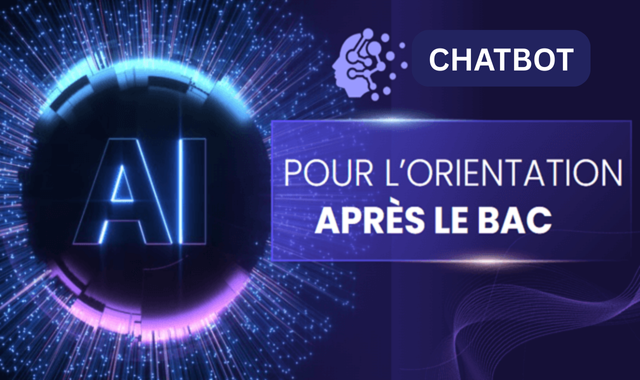 AI
CHATBOT
POUR L’ORIENTATION
APRÈS LE BAC